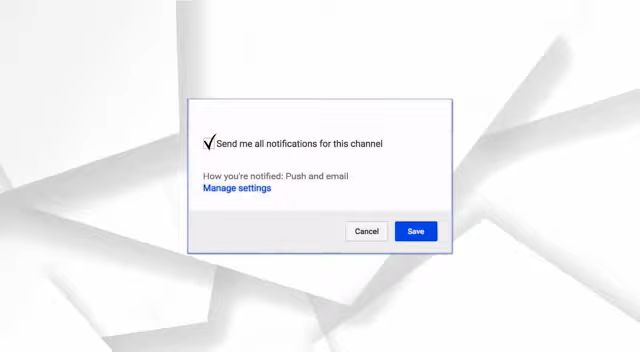 Send me all notifications for this channel
How you're notified: Push and email
Manage settings
Cancel Save